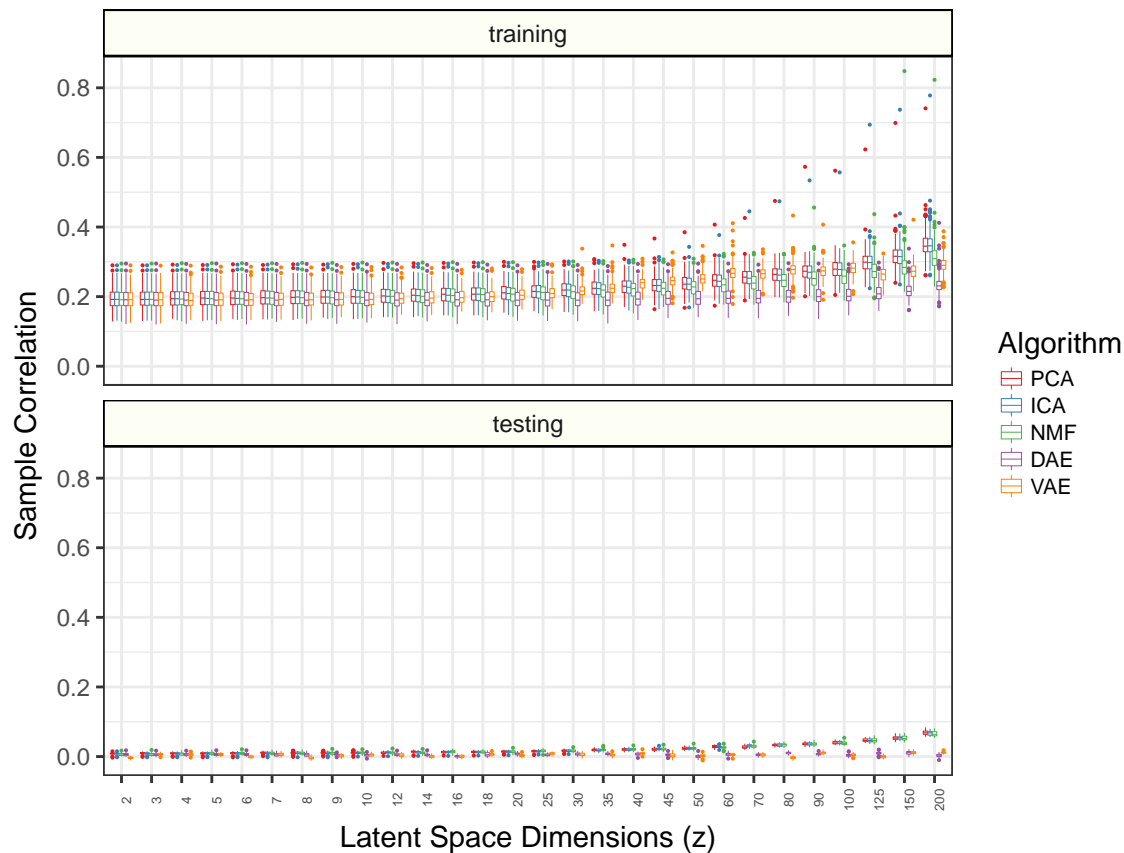 training
0.8
0.6
0.4
0.2
0.0
testing
0.8
0.6
0.4
0.2
0.0
Sample Correlation
2 3 4 5 6 7 8 9 10 12 14 16 18 20 25 30 35 40 45 50 60 70 80 90 100 125 150 200
Latent Space Dimensions (z)
Algorithm
PCA
ICA
NMF
DAE
VAE